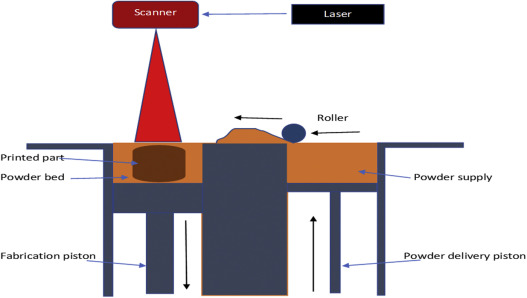 Scanner
Laser
Roller
Printed part
Powder bed
Powder supply
Fabrication piston
Powder delivery piston